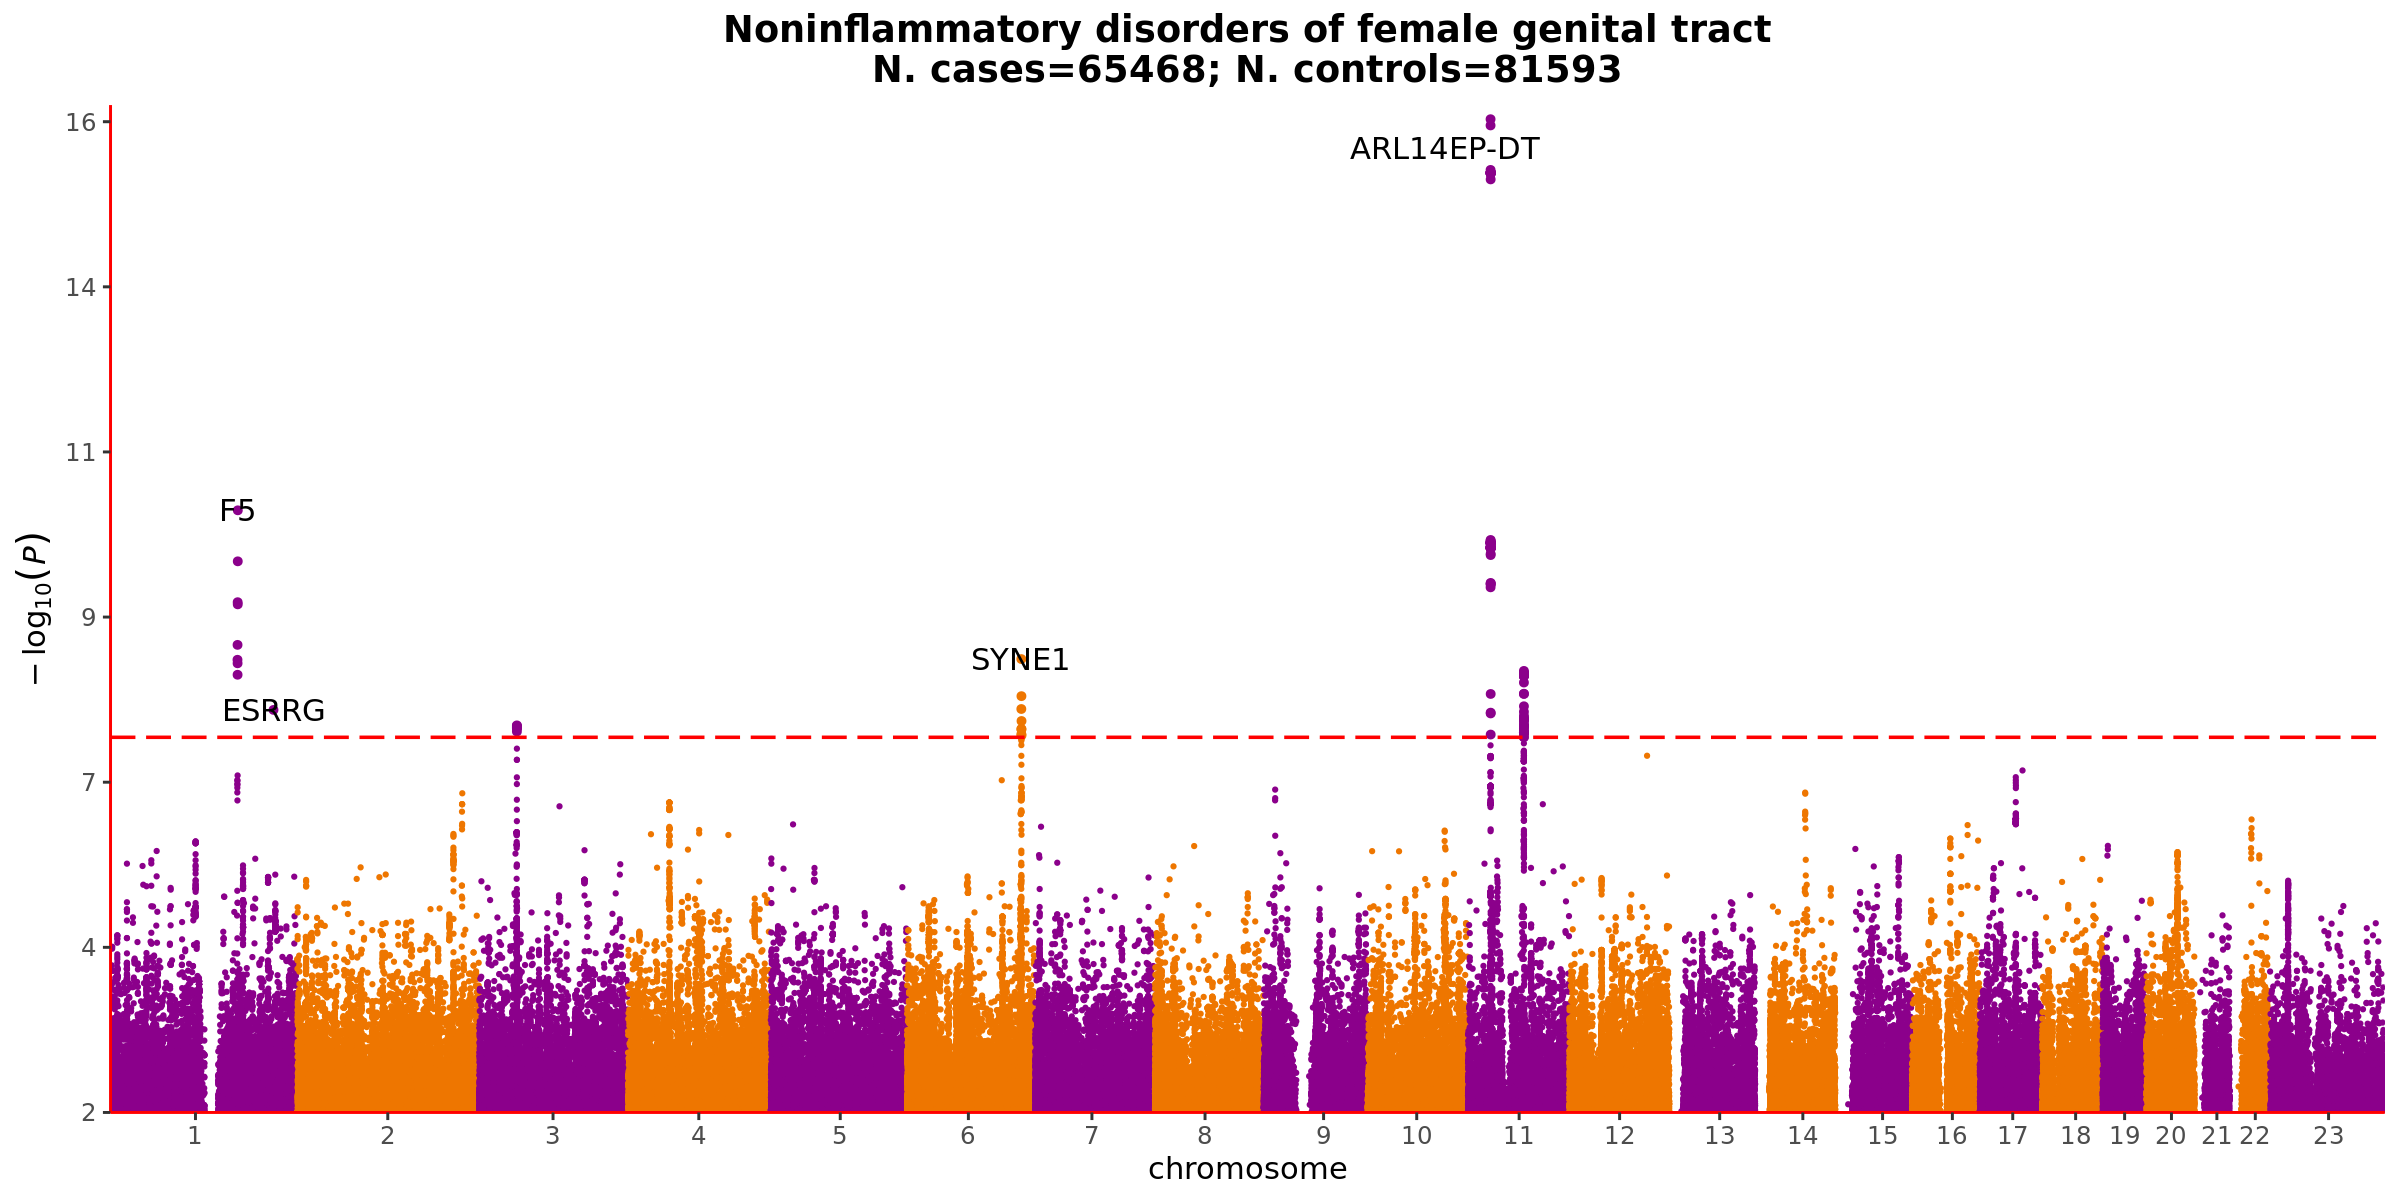 Noninflammatory disorders of female genital tract
N. cases=65468; N. controls=81593
16
14
11
9
7
4
2
− log10(P)
ARL14EP-DT
F5
SYNE1
ESRRG
1 2 3 4 5 6 7 8 9 10 11 12 13 14 15 16 17 18 19 20 21 22 23
chromosome